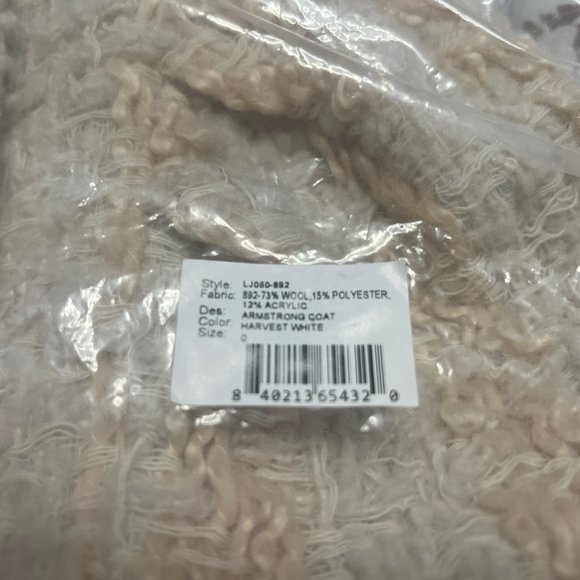 Style: LJ060-892
Fabric: 892-73% WOOL,15% POLYESTER,
12% ACRYLIC
Des: ARMSTRONG COAT
Color: HARVEST WHITE
Size: 0
8 40213 65432 0